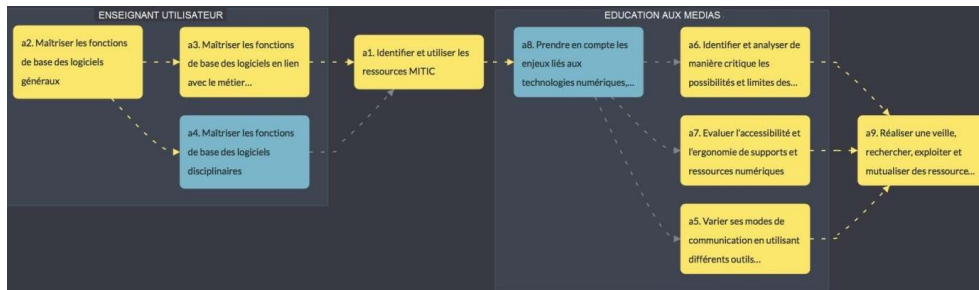 ENSEIGNANT UTILISATEUR
a2. Maîtriser les fonctions
de base des logiciels
généraux
a3. Maîtriser les fonctions
de base des logiciels en lien
avec le métier...
a4. Maîtriser les fonctions
de base des logiciels
disciplinaires
a1. Identifier et utiliser les
ressources MITIC
EDUCATION AUX MEDIAS
a8. Prendre en compte les
enjeux liés aux
technologies numériques,...
a6. Identifier et analyser de
manière critique les
possibilités et limites des...
a7. Evaluer l'accessibilité et
l'ergonomie de supports et
ressources numériques
a5. Varier ses modes de
communication en utilisant
différents outils...
a9. Réaliser une veille,
rechercher, exploiter et
mutualiser des ressource...